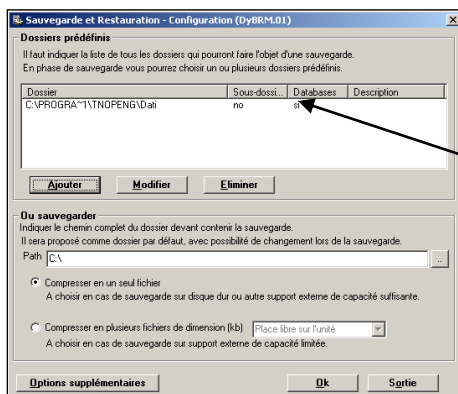 Sauvegarde et Restauration - Configuration (DyBRM.01)
Dossiers prédéfinis
Il faut indiquer la liste de tous les dossiers qui pourront faire l'objet d'une sauvegarde.
En phase de sauvegarde vous pourrez choisir un ou plusieurs dossiers prédéfinis.
Dossier Sous-dossi... Databases Description
C:\PROGRA~1\TNOPENG\Dati no si
Ajouter Modifier Eliminer
Ou sauvegarder
Indiquer le chemin complet du dossier devant contenir la sauvegarde.
Il sera proposé comme dossier par défaut, avec possibilité de changement lors de la sauvegarde.
Path C:\ ..
Compresser en un seul fichier
A choisir en cas de sauvegarde sur disque dur ou autre support externe de capacité suffisante.
Compresser en plusieurs fichiers de dimension (kb) Place libre sur l'unité
A choisir en cas de sauvegarde sur support externe de capacité limitée.
Options supplémentaires Ok Sortie